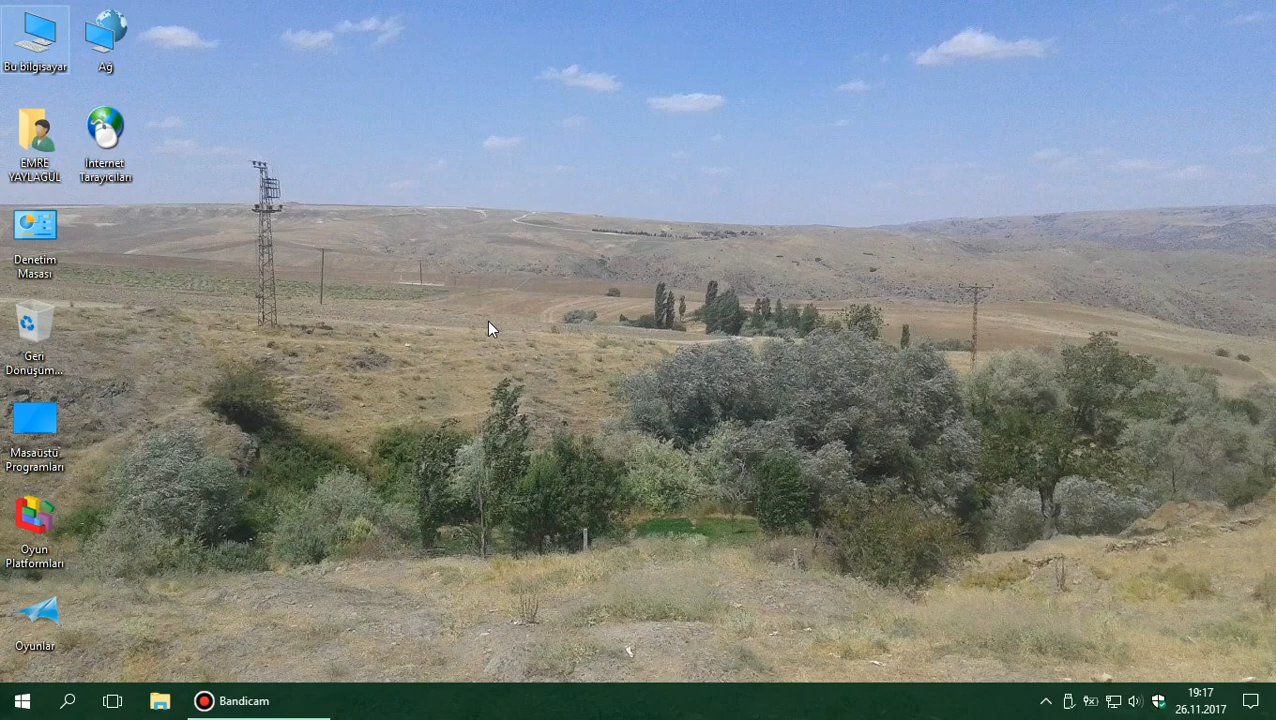 Bu bilgisayar
Ağ
EMRE
YAYLAGÜL
İnternet
Tarayıcıları
Denetim
Masası
Geri
Dönüşüm...
Masaüstü
Programları
Oyun
Platformları
Oyunlar
Bandicam
19:17
26.11.2017